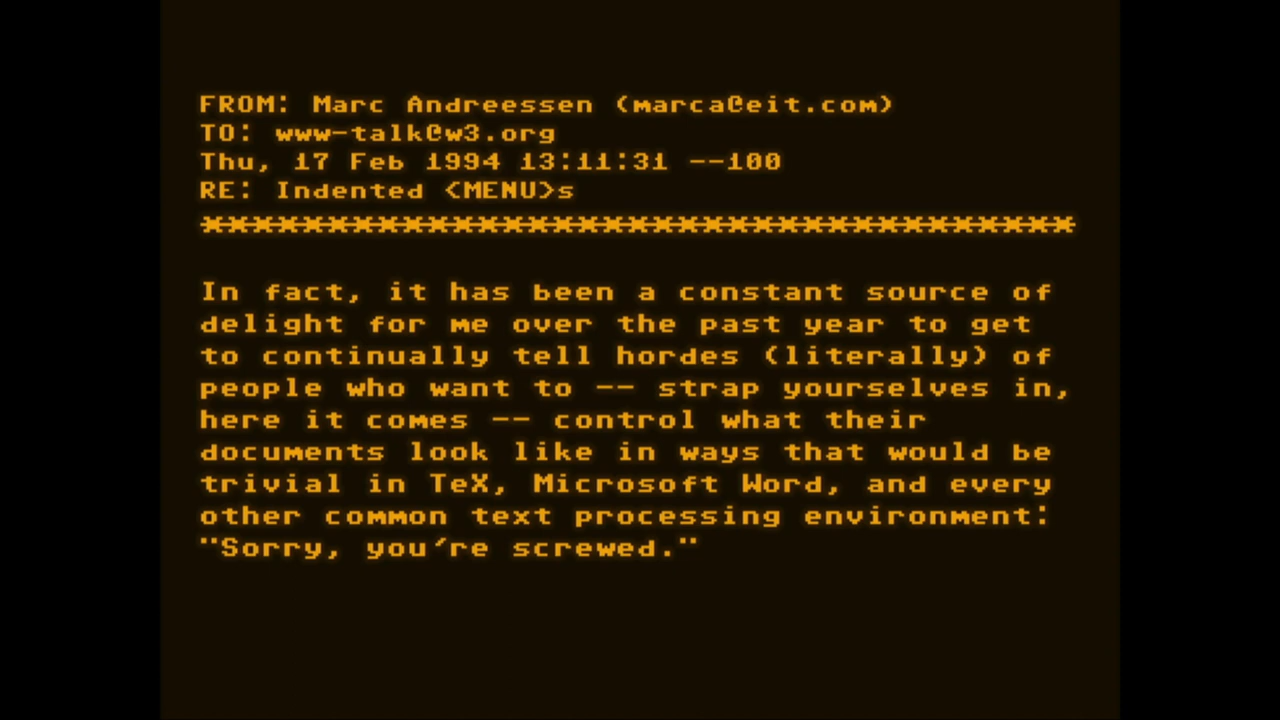 FROM: Marc Andreessen (marca@eit.com)
TO: www-talk@w3.org
Thu, 17 Feb 1994 13:11:31 --100
RE: Indented <MENU>s
*******************************************
In fact, it has been a constant source of
delight for me over the past year to get
to continually tell hordes (literally) of
people who want to -- strap yourselves in,
here it comes -- control what their
documents look like in ways that would be
trivial in TeX, Microsoft Word, and every
other common text processing environment:
"Sorry, you're screwed."